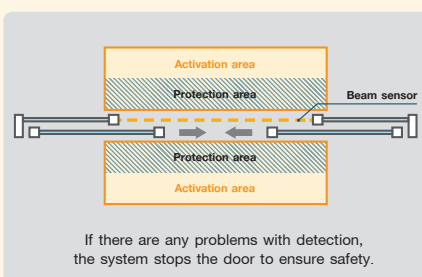 Activation area
Protection area
Beam sensor
Protection area
Activation area
If there are any problems with detection,
the system stops the door to ensure safety.